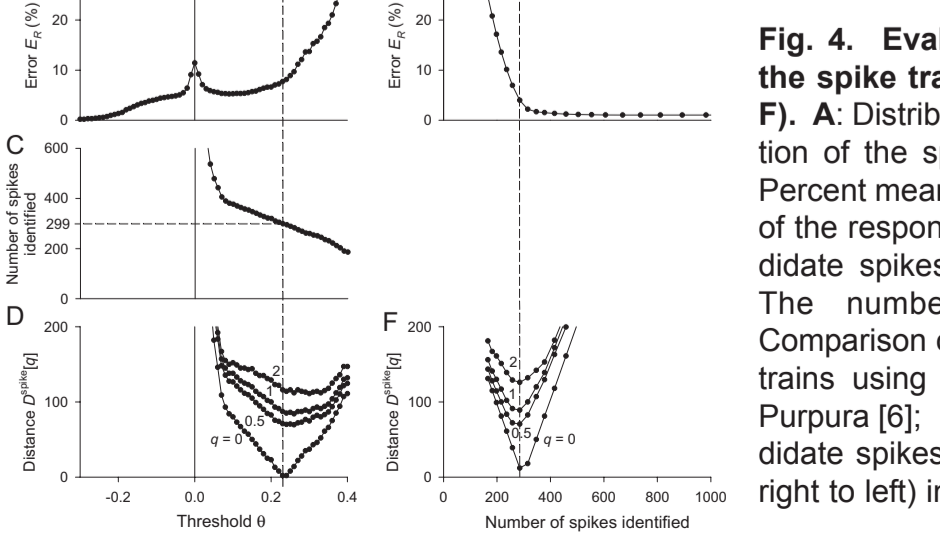 Error E_R (%)
20
10
0
Error E_R (%)
20
10
0
C
Number of spikes
identified
600
400
299
200
0
D
Distance D^spike[q]
200
100
0
2
1
0.5
q = 0
-0.2 0.0 0.2 0.4
Threshold θ
F
Distance D^spike[q]
200
100
0
2
1
0.5
q = 0
0 200 400 600 800 1000
Number of spikes identified
Fig. 4. Eval
the spike tra
F). A: Distrib
tion of the sp
Percent mean
of the respon
didate spikes
The numbe
Comparison o
trains using
Purpura [6];
didate spikes
right to left) in